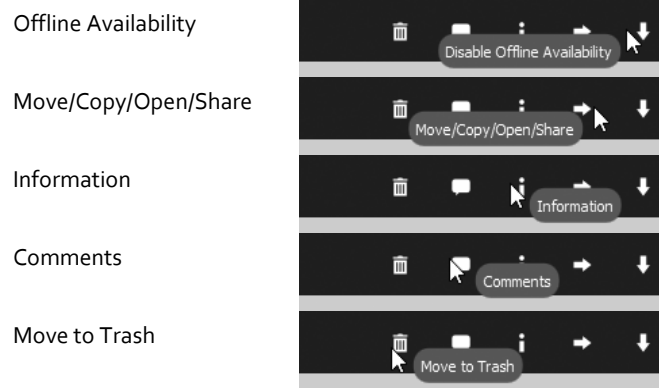 Offline Availability
Disable Offline Availability
Move/Copy/Open/Share
Move/Copy/Open/Share
Information
Information
Comments
Comments
Move to Trash
Move to Trash